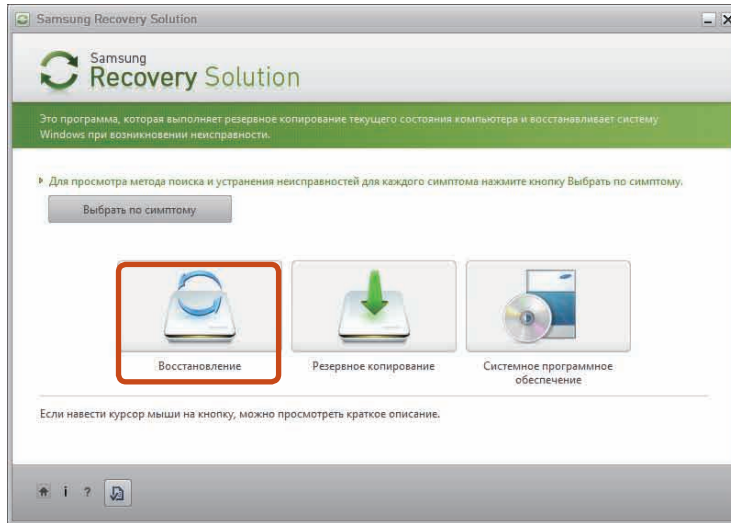 Samsung Recovery Solution
Samsung
Recovery Solution
Это программа, которая выполняет резервное копирование текущего состояния компьютера и восстанавливает систему
Windows при возникновении неисправности.
Для просмотра метода поиска и устранения неисправностей для каждого симптома нажмите кнопку Выбрать по симптому.
Выбрать по симптому
Восстановление
Резервное копирование
Системное программное
обеспечение
Если навести курсор мыши на кнопку, можно просмотреть краткое описание.
i ?